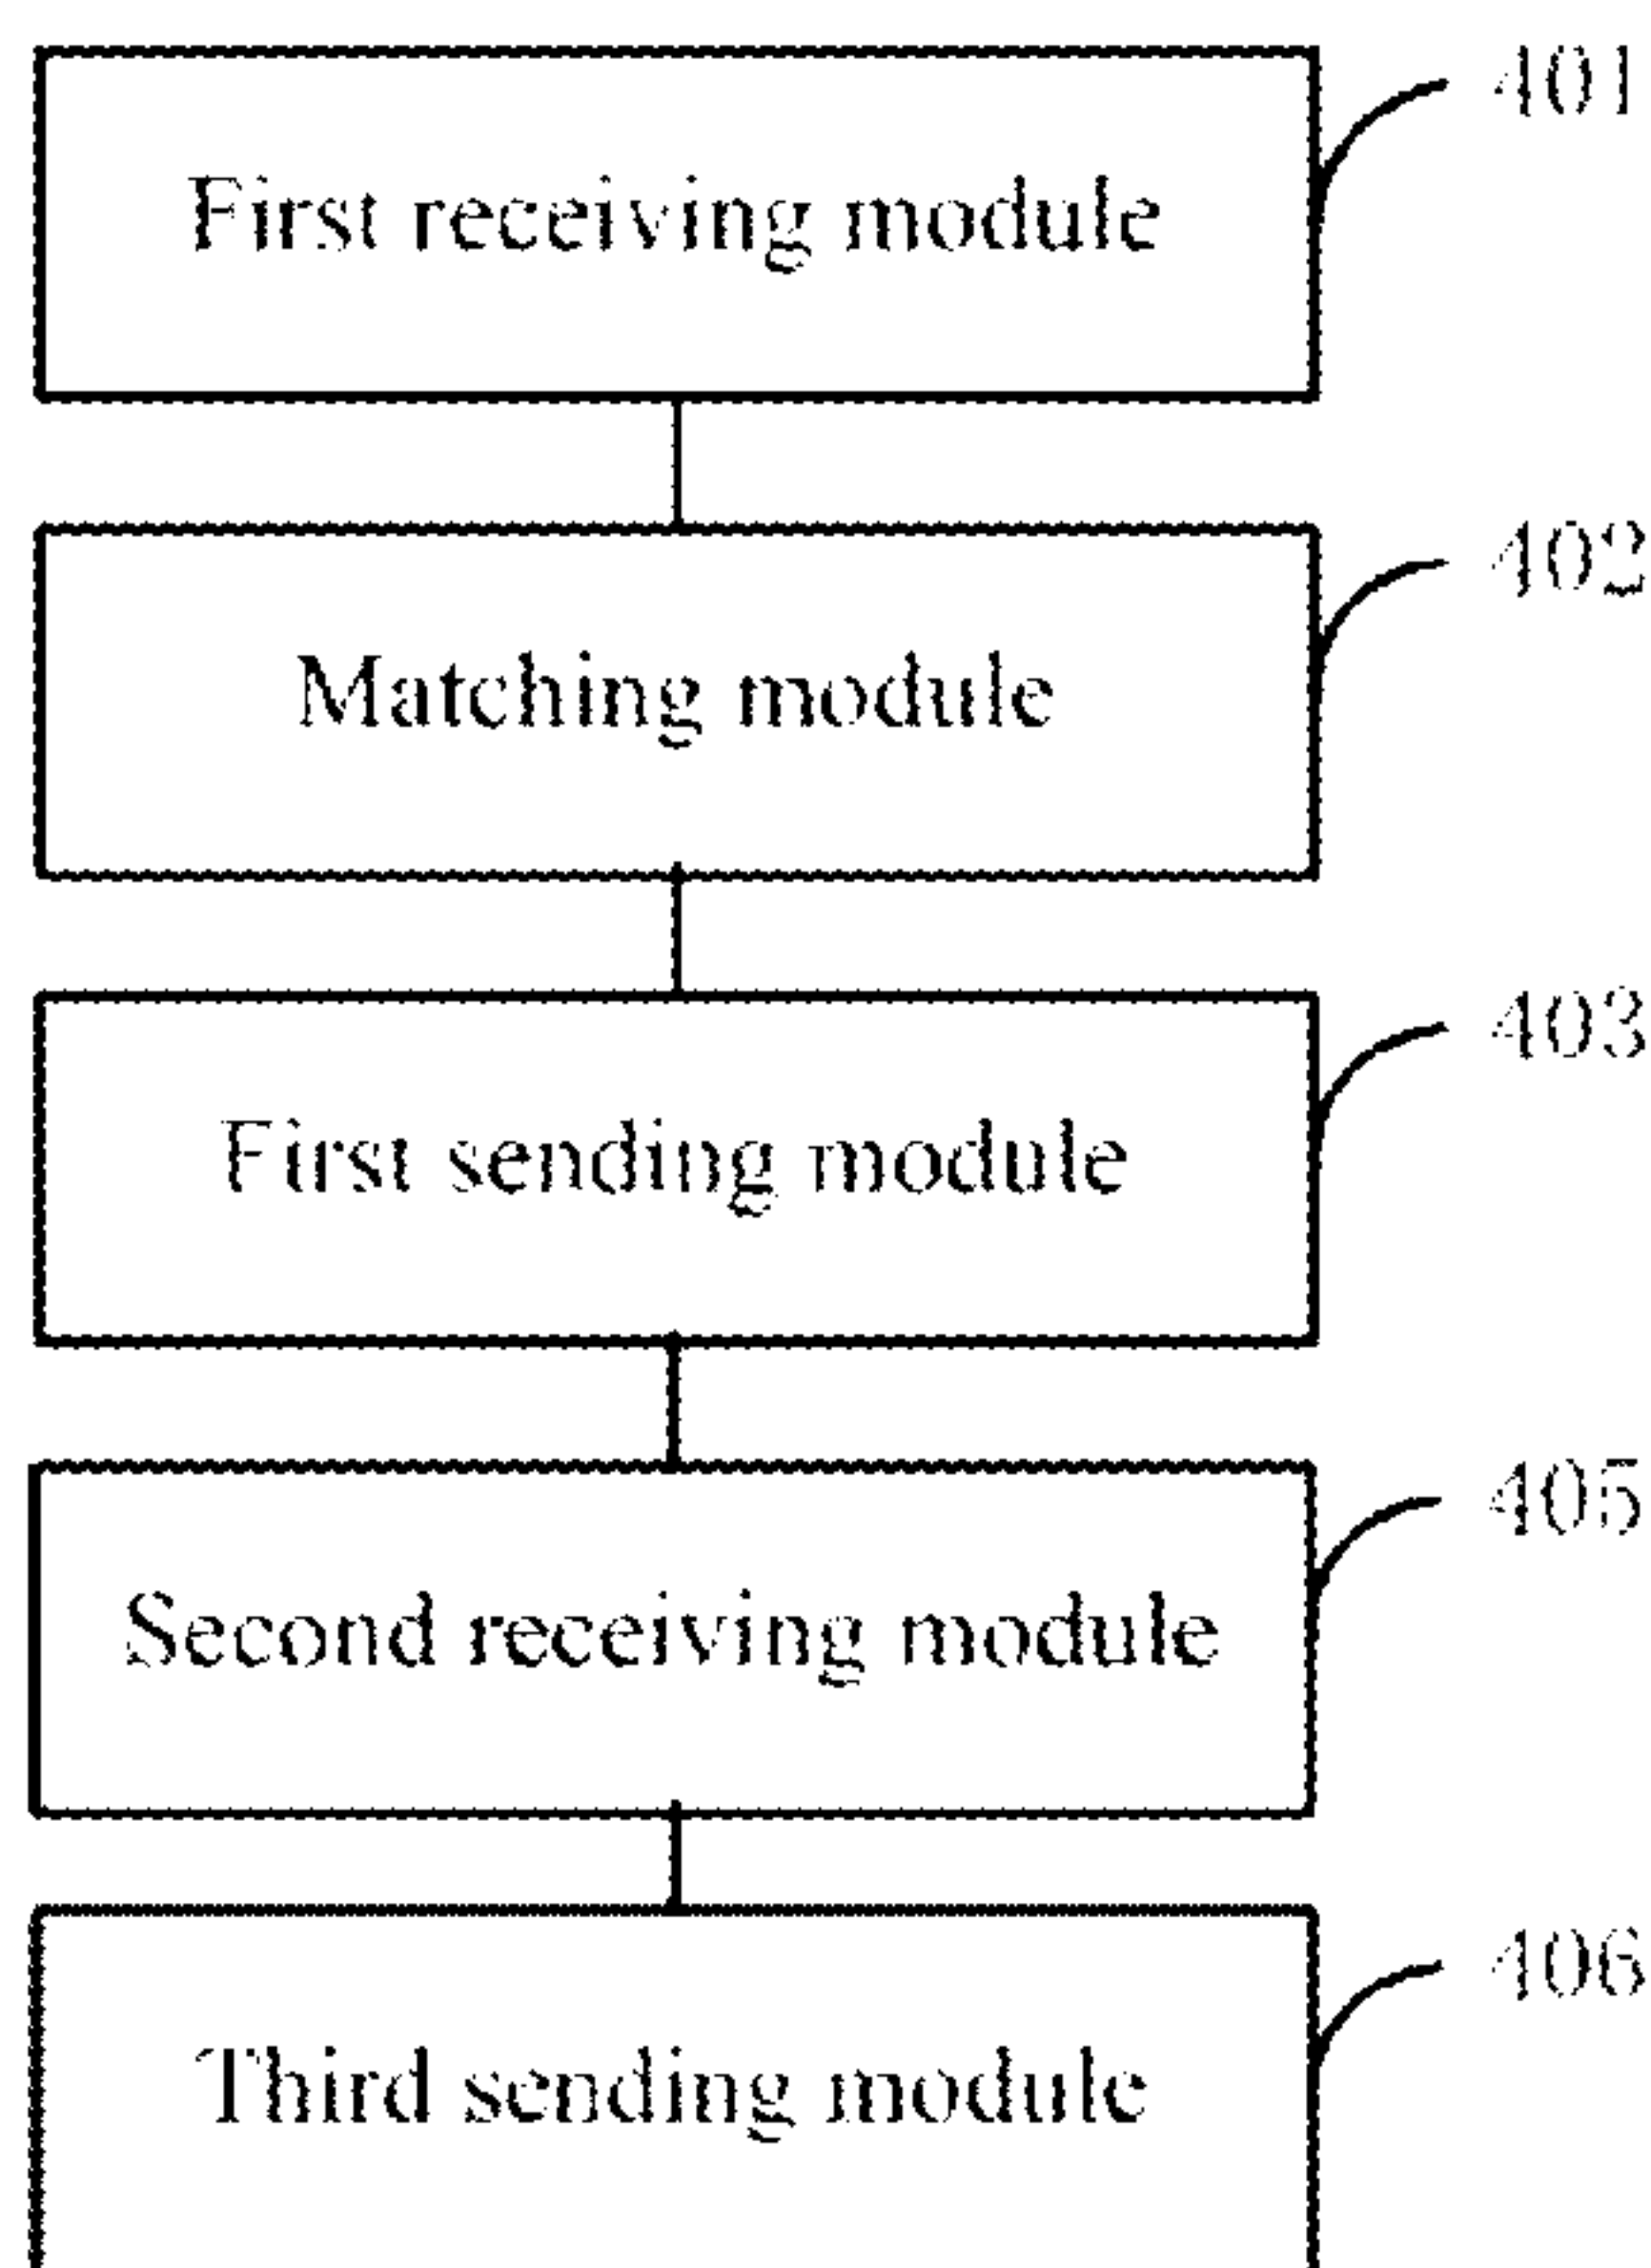 401
First receiving module
402
Matching module
403
First sending module
405
Second receiving module
406
Third sending module